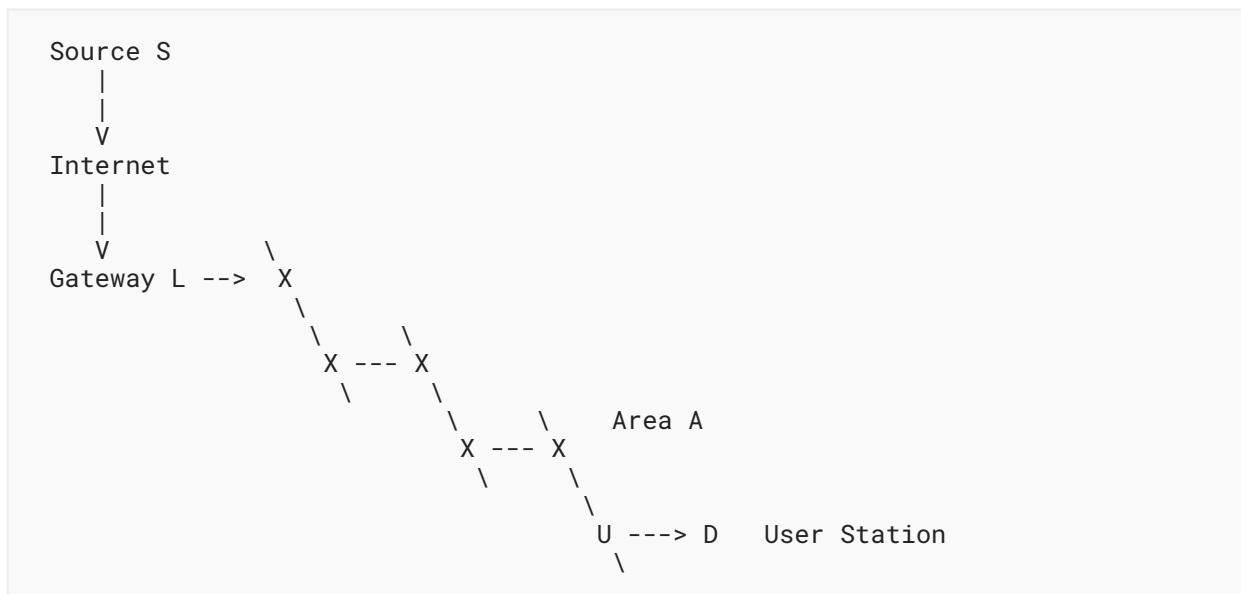 Source S
|
|
V
Internet
|
|
V \
Gateway L --> X
\
\ \
X --- X
\ \
\ \ Area A
X --- X
\ \
\
U ---> D User Station
\